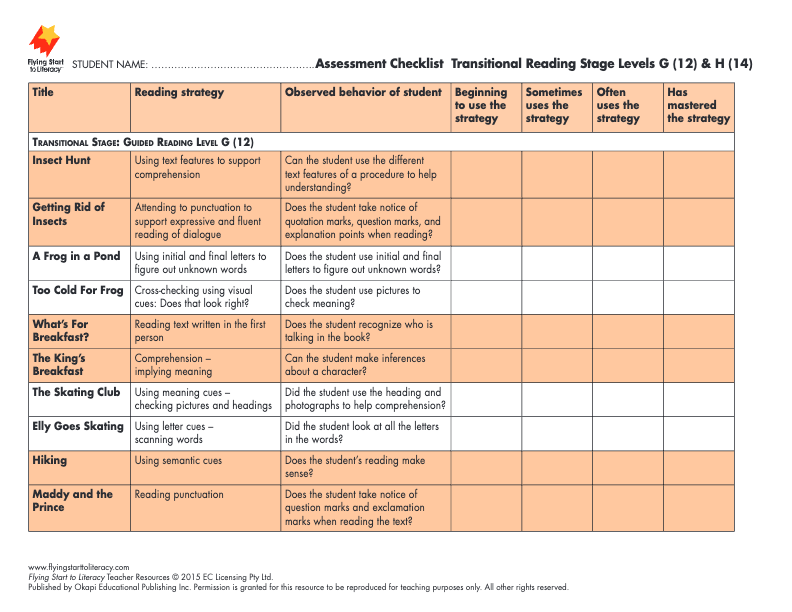 Flying Start
to Literacy
STUDENT NAME: ................................................Assessment Checklist Transitional Reading Stage Levels G (12) & H (14)
Title
Reading strategy
Observed behavior of student
Beginning
to use the
strategy
Sometimes
uses the
strategy
Often
uses the
strategy
Has
mastered
the strategy
TRANSITIONAL STAGE: GUIDED READING LEVEL G (12)
Insect Hunt
Using text features to support
comprehension
Can the student use the different
text features of a procedure to help
understanding?
Getting Rid of
Insects
Attending to punctuation to
support expressive and fluent
reading of dialogue
Does the student take notice of
quotation marks, question marks, and
explanation points when reading?
A Frog in a Pond
Using initial and final letters to
figure out unknown words
Does the student use initial and final
letters to figure out unknown words?
Too Cold For Frog
Cross-checking using visual
cues: Does that look right?
Does the student use pictures to
check meaning?
What's For
Breakfast?
Reading text written in the first
person
Does the student recognize who is
talking in the book?
The King's
Breakfast
Comprehension –
implying meaning
Can the student make inferences
about a character?
The Skating Club
Using meaning cues –
checking pictures and headings
Did the student use the heading and
photographs to help comprehension?
Elly Goes Skating
Using letter cues –
scanning words
Did the student look at all the letters
in the words?
Hiking
Using semantic cues
Does the student's reading make
sense?
Maddy and the
Prince
Reading punctuation
Does the student take notice of
question marks and exclamation
marks when reading the text?
www.flyingstarttoliteracy.com
Flying Start to Literacy Teacher Resources © 2015 EC Licensing Pty Ltd.
Published by Okapi Educational Publishing Inc. Permission is granted for this resource to be reproduced for teaching purposes only. All other rights reserved.